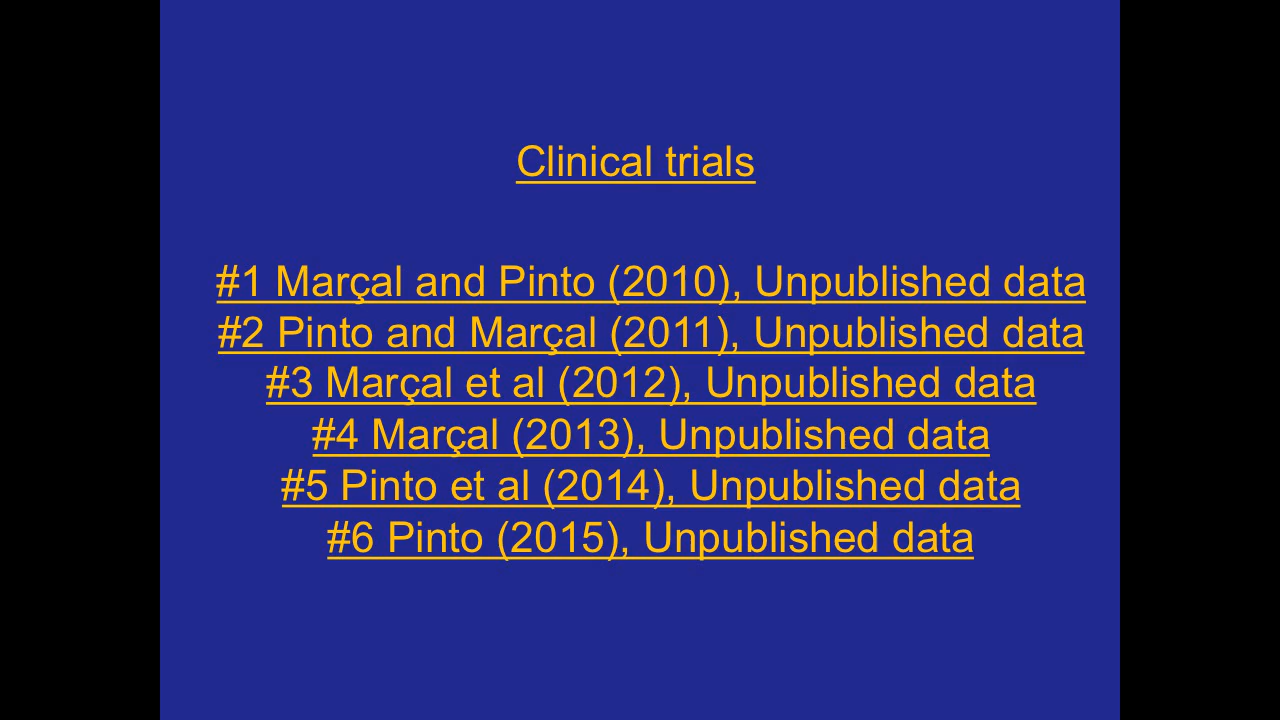 Clinical trials
#1 Marçal and Pinto (2010), Unpublished data
#2 Pinto and Marçal (2011), Unpublished data
#3 Marçal et al (2012), Unpublished data
#4 Marçal (2013), Unpublished data
#5 Pinto et al (2014), Unpublished data
#6 Pinto (2015), Unpublished data